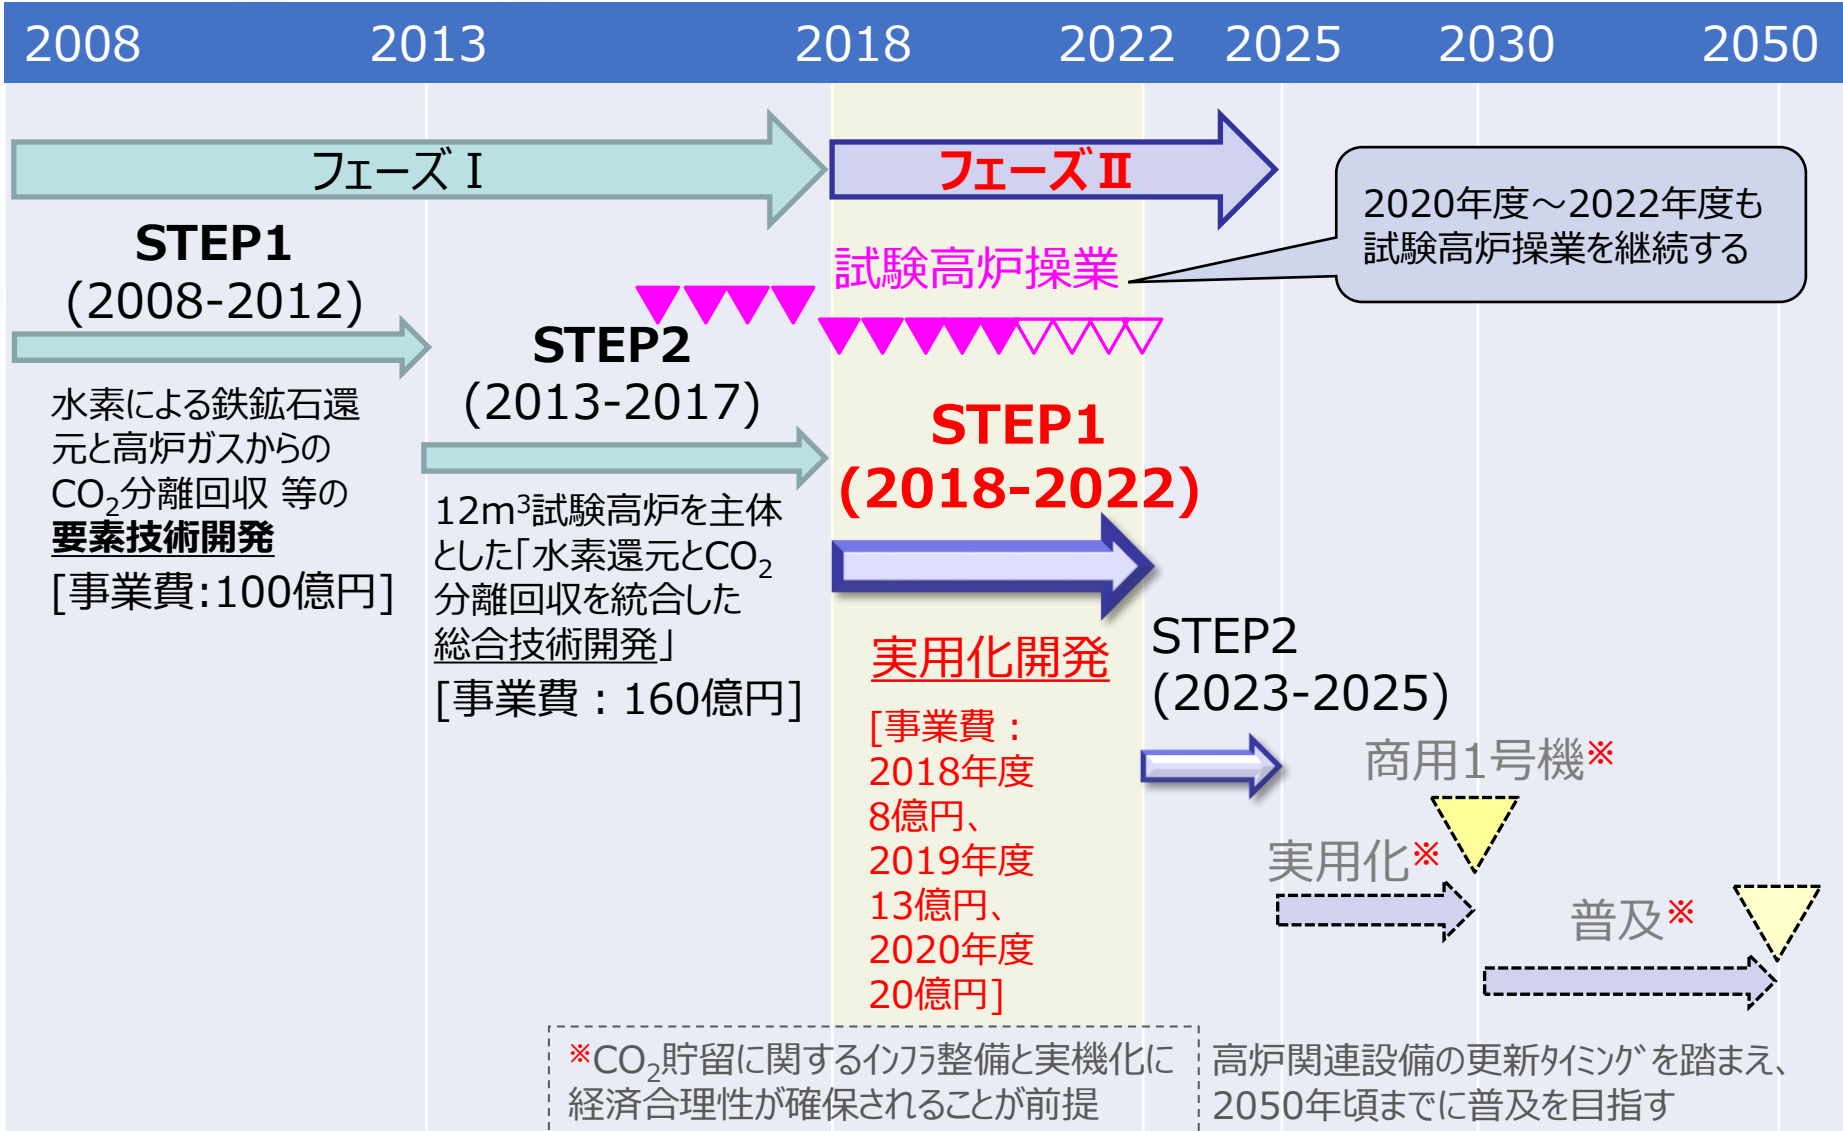 2008 2013 2018 2022 2025 2030 2050
フェーズ I
フェーズⅡ
2020年度～2022年度も
試験高炉操業を継続する
STEP1
(2008-2012)
水素による鉄鉱石還
元と高炉ガスからの
CO2分離回収 等の
要素技術開発
[事業費:100億円]
STEP2
(2013-2017)
12m3試験高炉を主体
とした「水素還元とCO2
分離回収を統合した
総合技術開発」
[事業費：160億円]
試験高炉操業
STEP1
(2018-2022)
実用化開発
[事業費：
2018年度
8億円、
2019年度
13億円、
2020年度
20億円]
STEP2
(2023-2025)
商用1号機※
実用化※
普及※
※CO2貯留に関するｲﾝﾌﾗ整備と実機化に
経済合理性が確保されることが前提
高炉関連設備の更新ﾀｲﾐﾝｸﾞを踏まえ、
2050年頃までに普及を目指す